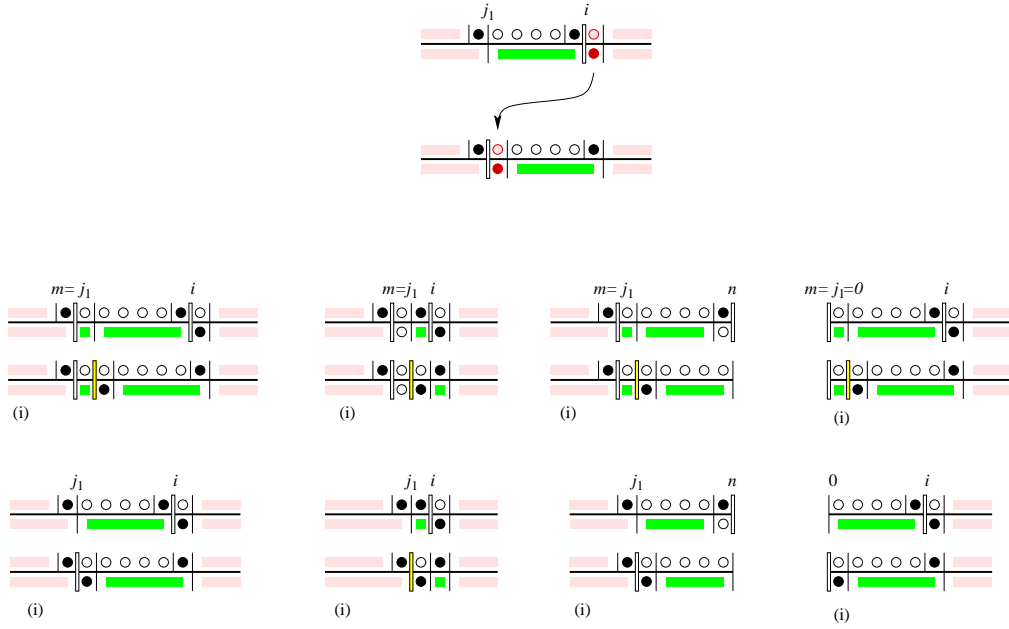 j1 i
m= j1 i m=j1 i m= j1 n m= j1=0 i
(i) (i) (i) (i)
j1 i j1 i j1 n 0 i
(i) (i) (i) (i)